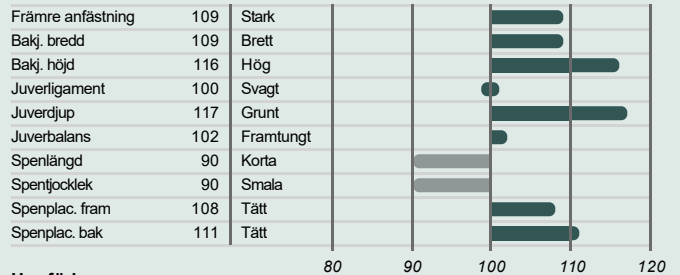 Främre anfästning 109 Stark
Bakj. bredd 109 Brett
Bakj. höjd 116 Hög
Juverligament 100 Svagt
Juverdjup 117 Grunt
Juverbalans 102 Framtungt
Spenlängd 90 Korta
Spentjocklek 90 Smala
Spenplac. fram 108 Tätt
Spenplac. bak 111 Tätt
80 90 100 110 120